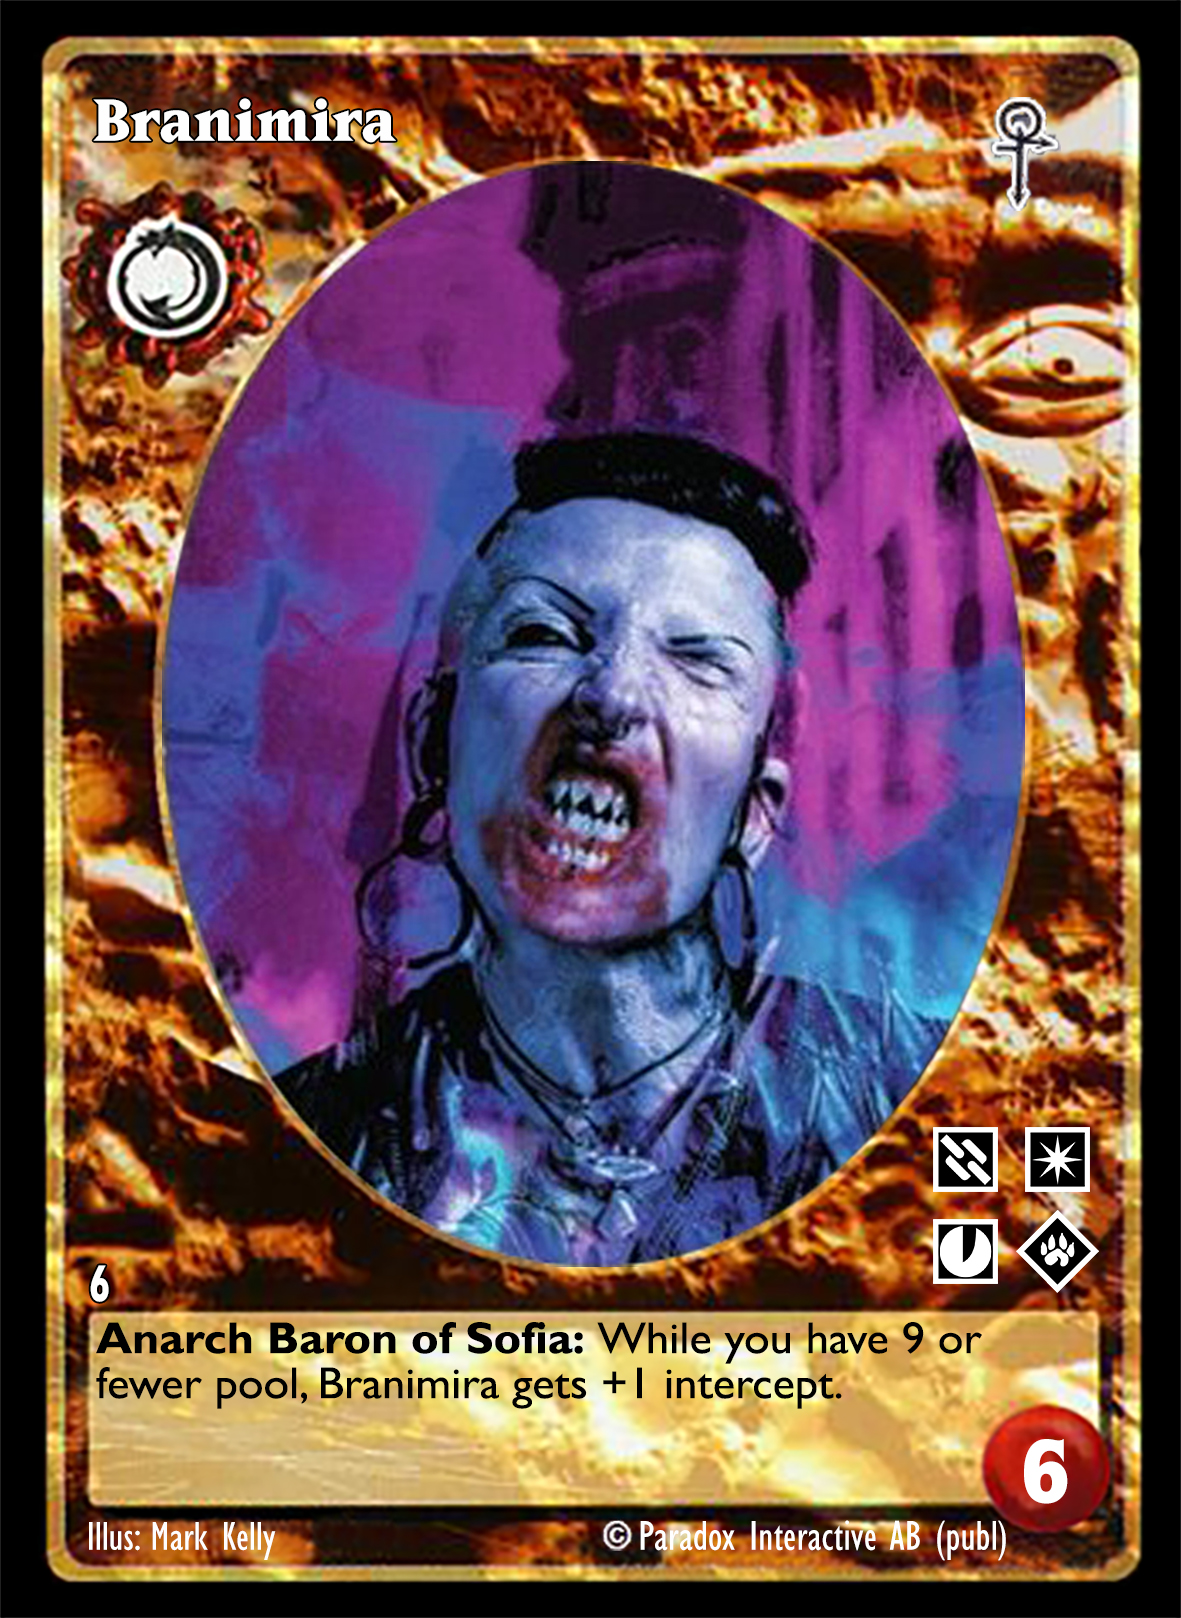 Branimira
6
Anarch Baron of Sofia: While you have 9 or
fewer pool, Branimira gets +1 intercept.
6
Illus: Mark Kelly © Paradox Interactive AB (publ)